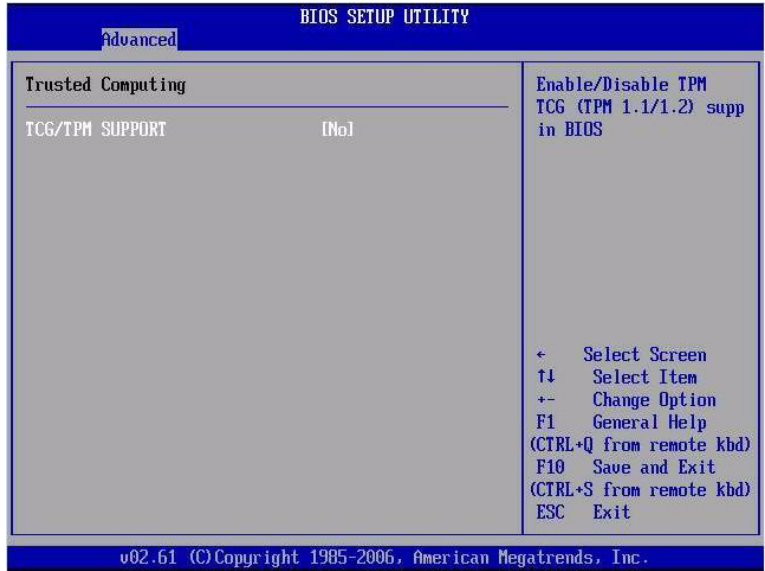 BIOS SETUP UTILITY
Advanced
Trusted Computing
TCG/TPM SUPPORT [No]
Enable/Disable TPM
TCG (TPM 1.1/1.2) supp
in BIOS
← Select Screen
↑↓ Select Item
+- Change Option
F1 General Help
(CTRL+Q from remote kbd)
F10 Save and Exit
(CTRL+S from remote kbd)
ESC Exit
v02.61 (C)Copyright 1985-2006, American Megatrends, Inc.